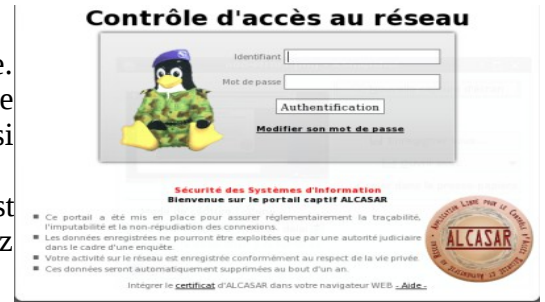 Contrôle d'accès au réseau
e.
e
si
st
z
Identifiant
Mot de passe
Authentification
Modifier son mot de passe
Sécurité des Systèmes d'Information
Bienvenue sur le portail captif ALCASAR
Ce portail a été mis en place pour assurer réglementairement la traçabilité,
l'imputabilité et la non-répudiation des connexions.
Les données enregistrées ne pourront être exploitées que par une autorité judiciaire
dans le cadre d'une enquête.
Votre activité sur le réseau est enregistrée conformément au respect de la vie privée.
Ces données seront automatiquement supprimées au bout d'un an.
Intégrer le certificat d'ALCASAR dans votre navigateur WEB - Aide -
ALCASAR